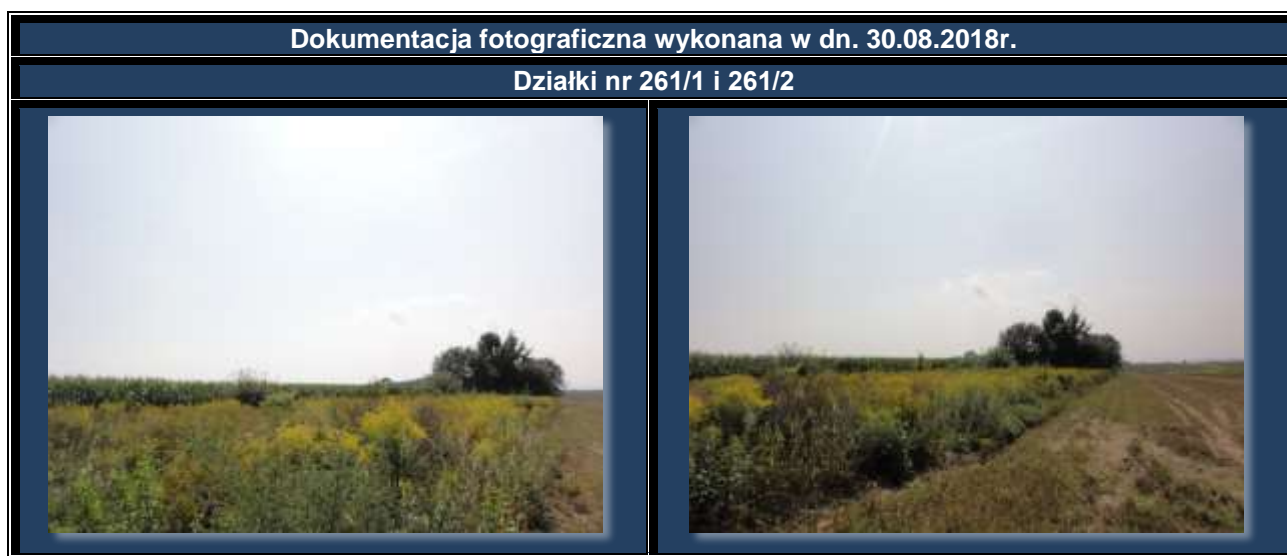 Dokumentacja fotograficzna wykonana w dn. 30.08.2018r.
Działki nr 261/1 i 261/2